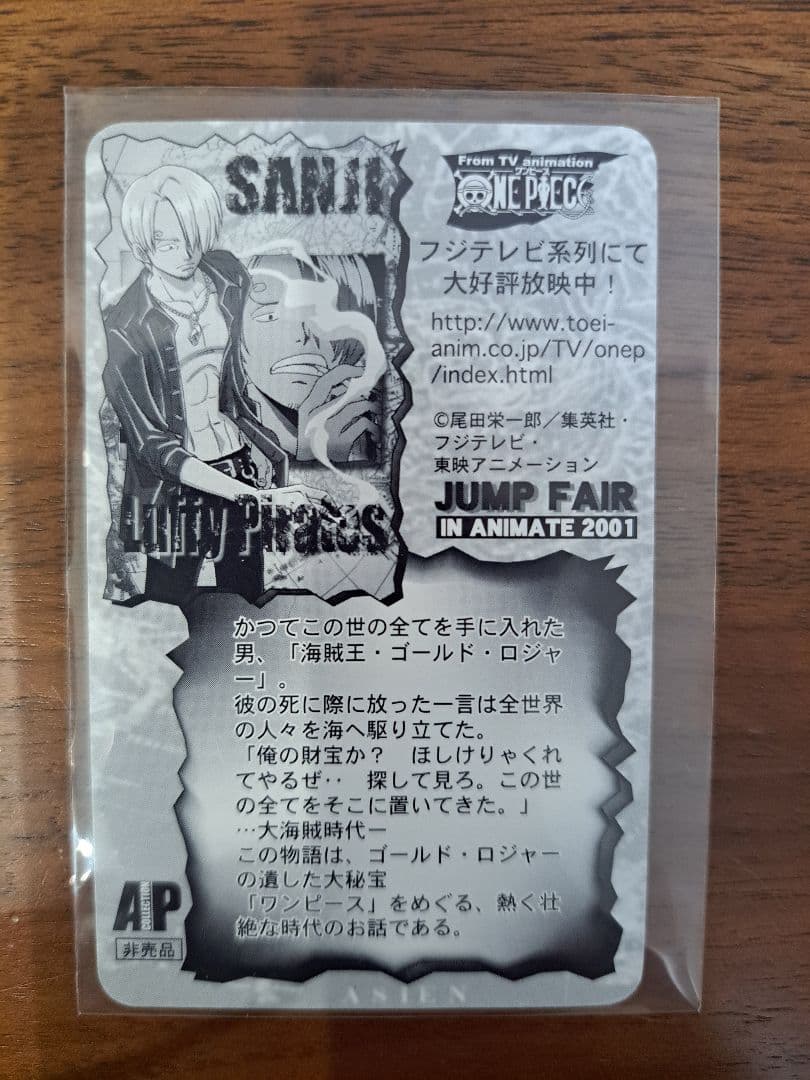 SANJI
Luffy Pirates
From TV animation
ワンピース
ONE PIECE
フジテレビ系列にて
大好評放映中！
http://www.toei-
anim.co.jp/TV/onep
/index.html
©尾田栄一郎／集英社・
フジテレビ・
東映アニメーション
JUMP FAIR
IN ANIMATE 2001
かつてこの世の全てを手に入れた
男、「海賊王・ゴールド・ロジャ
ー」。
彼の死に際に放った一言は全世界
の人々を海へ駆り立てた。
「俺の財宝か？　ほしけりゃくれ
てやるぜ‥　探して見ろ。この世
の全てをそこに置いてきた。」
…大海賊時代ー
この物語は、ゴールド・ロジャー
の遺した大秘宝
「ワンピース」をめぐる、熱く壮
絶な時代のお話である。
AP
COLLECTION
非売品
ASIEN